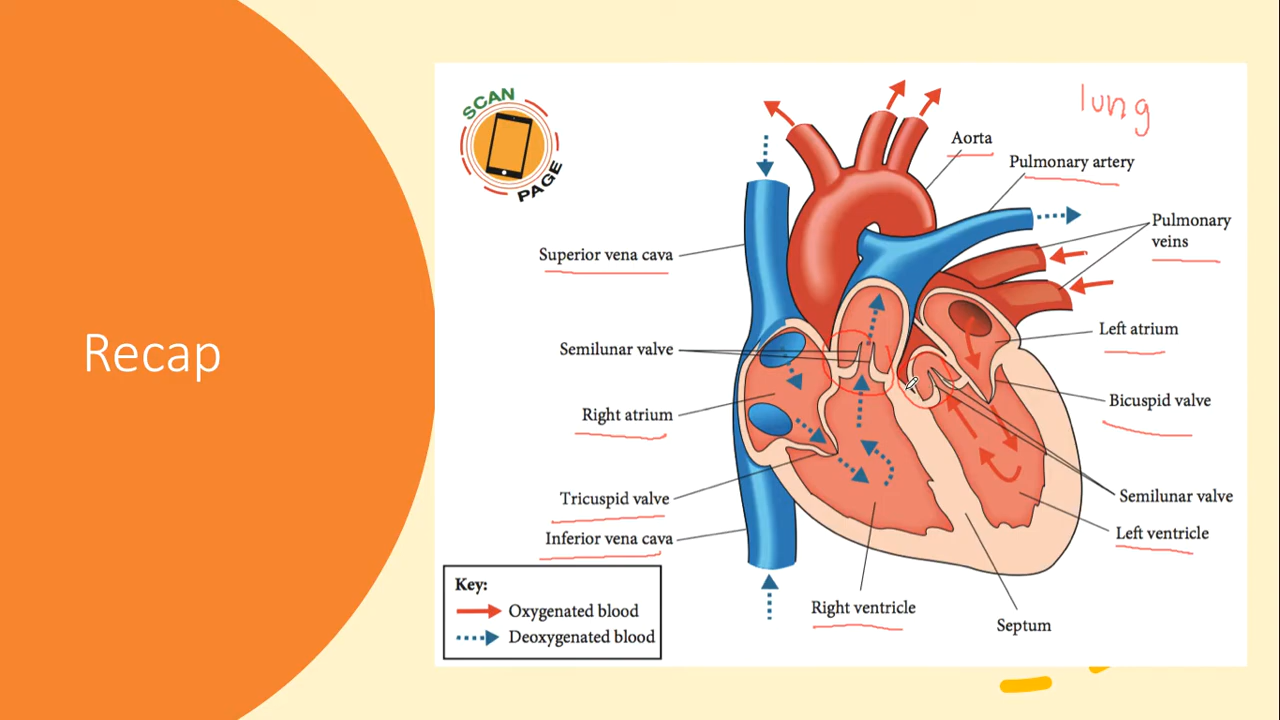 Recap
SCAN
PAGE
lung
Aorta
Pulmonary artery
Pulmonary
veins
Superior vena cava
Left atrium
Semilunar valve
Bicuspid valve
Right atrium
Tricuspid valve
Semilunar valve
Inferior vena cava
Left ventricle
Key:
Oxygenated blood
Deoxygenated blood
Right ventricle
Septum